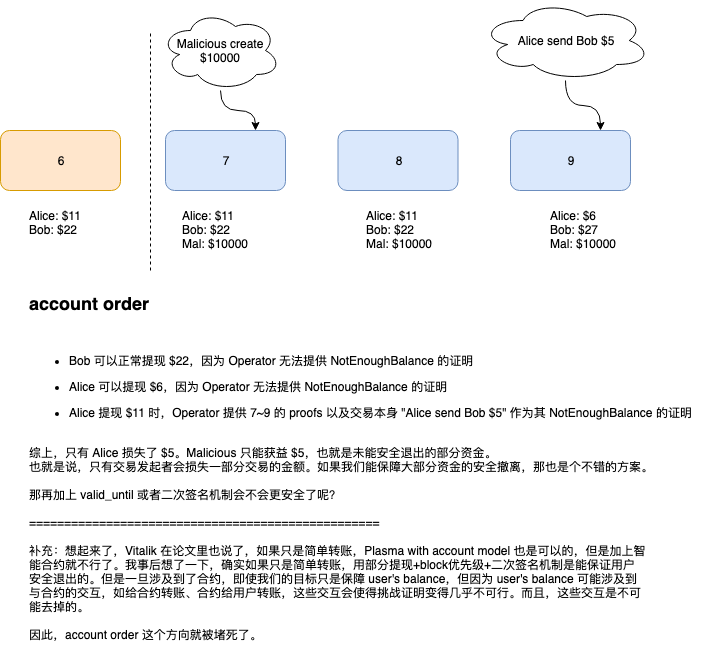 Malicious create
$10000
Alice send Bob $5
6
7
8
9
Alice: $11
Bob: $22
Alice: $11
Bob: $22
Mal: $10000
Alice: $11
Bob: $22
Mal: $10000
Alice: $6
Bob: $27
Mal: $10000
account order
• Bob 可以正常提现 $22，因为 Operator 无法提供 NotEnoughBalance 的证明
• Alice 可以提现 $6，因为 Operator 无法提供 NotEnoughBalance 的证明
• Alice 提现 $11 时，Operator 提供 7~9 的 proofs 以及交易本身 "Alice send Bob $5" 作为其 NotEnoughBalance 的证明
综上，只有 Alice 损失了 $5。Malicious 只能获益 $5，也就是未能安全退出的部分资金。
也就是说，只有交易发起者会损失一部分交易的金额。如果我们能保障大部分资金的安全撤离，那也是个不错的方案。
那再加上 valid_until 或者二次签名机制会不会更安全了呢?
==================================================
补充：想起来了，Vitalik 在论文里也说了，如果只是简单转账，Plasma with account model 也是可以的，但是加上智
能合约就不行了。我事后想了一下，确实如果只是简单转账，用部分提现+block优先级+二次签名机制是能保证用户
安全退出的。但是一旦涉及到了合约，即使我们的目标只是保障 user's balance，但因为 user's balance 可能涉及到
与合约的交互，如给合约转账、合约给用户转账，这些交互会使得挑战证明变得几乎不可行。而且，这些交互是不可
能去掉的。
因此，account order 这个方向就被堵死了。